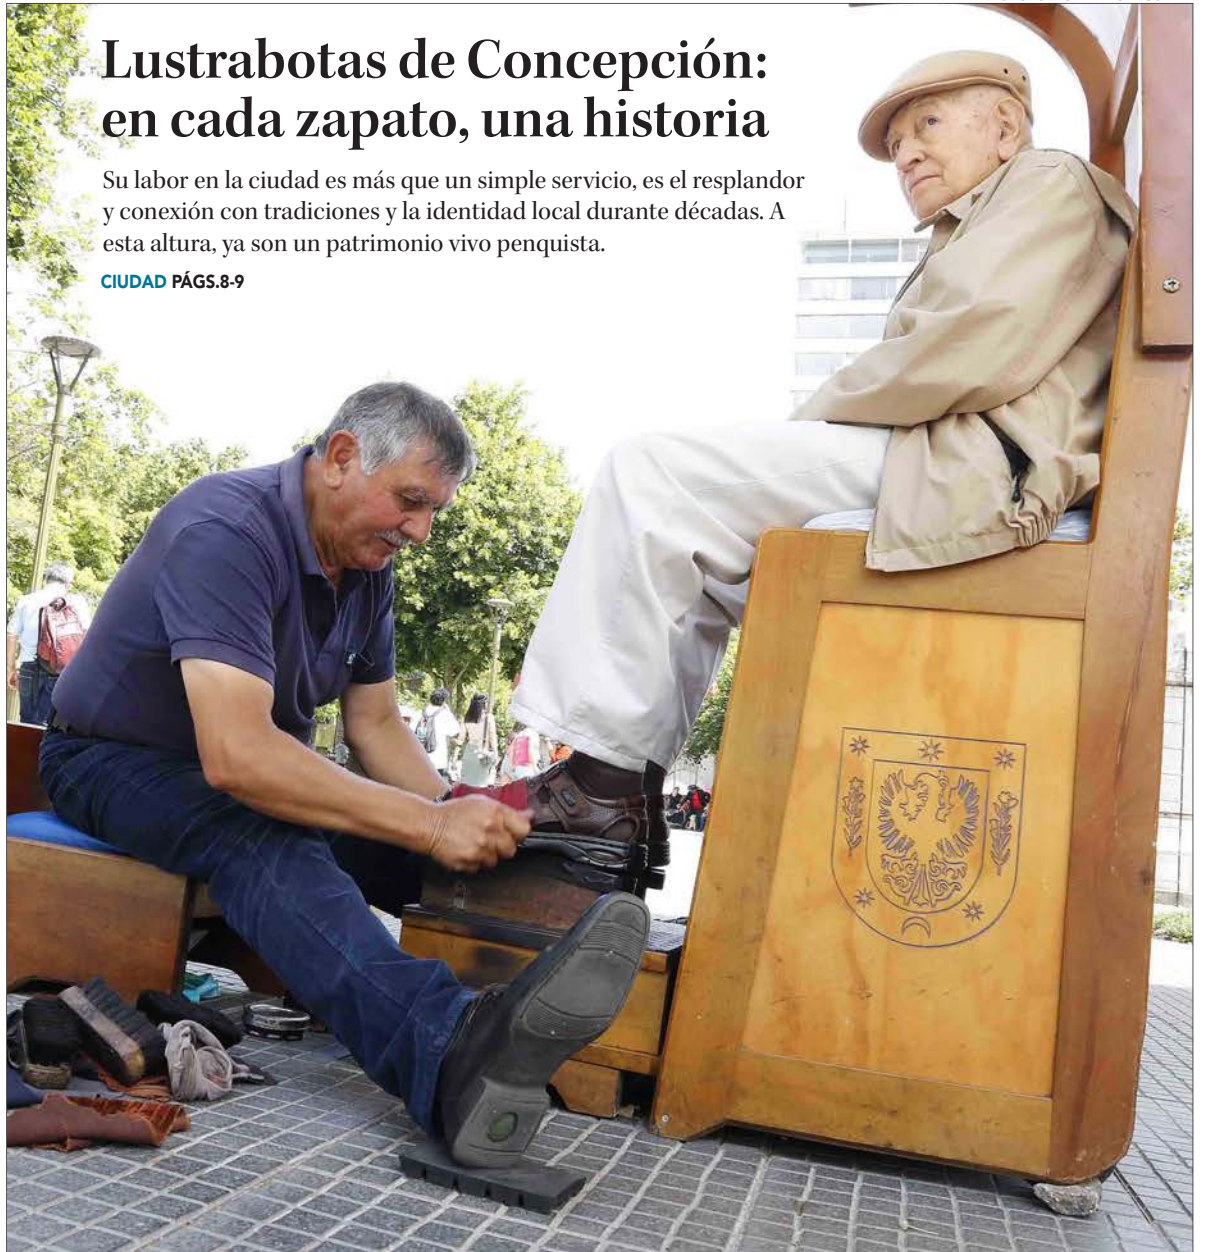 Lustrabotas de Concepción:
en cada zapato, una historia
Su labor en la ciudad es más que un simple servicio, es el resplandor
y conexión con tradiciones y la identidad local durante décadas. A
esta altura, ya son un patrimonio vivo penquista.
CIUDAD PÁGS.8-9